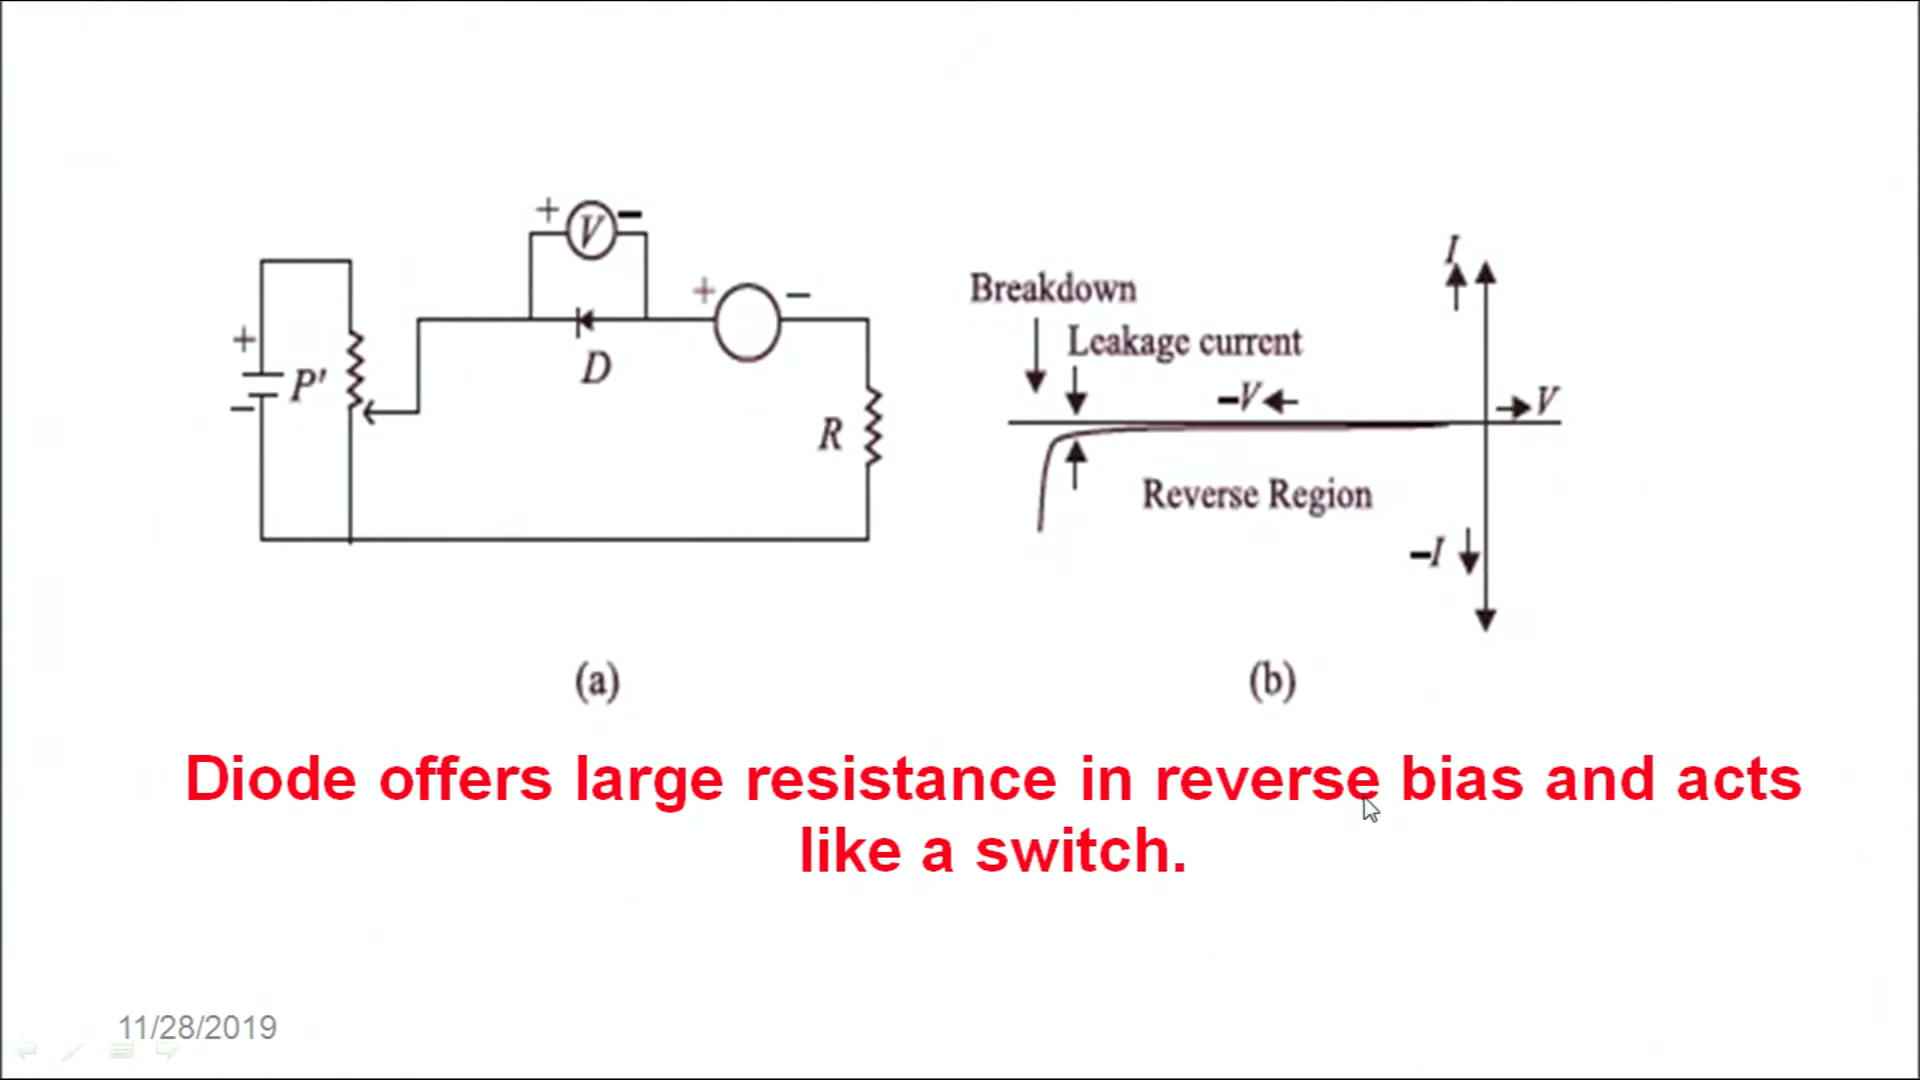 + V −
+ −
+
P'
−
D
R
(a)
I
Breakdown
Leakage current
−V
V
Reverse Region
−I
(b)
Diode offers large resistance in reverse bias and acts
like a switch.
11/28/2019